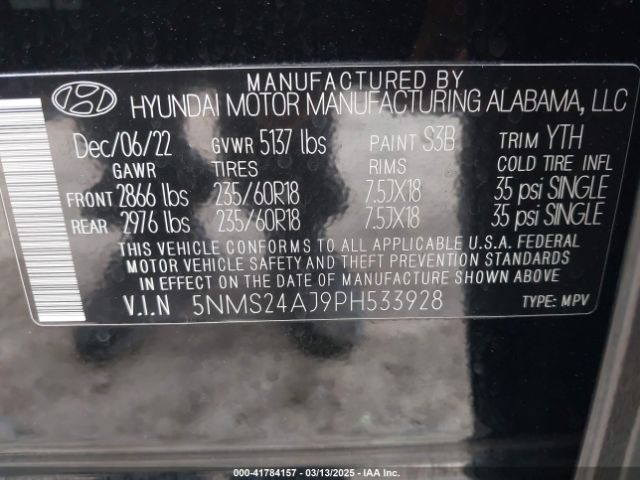 MANUFACTURED BY
HYUNDAI MOTOR MANUFACTURING ALABAMA, LLC
Dec/06/22 GVWR 5137 lbs PAINT S3B TRIM YTH
GAWR TIRES RIMS COLD TIRE INFL
FRONT 2866 lbs 235/60R18 7.5JX18 35 psi SINGLE
REAR 2976 lbs 235/60R18 7.5JX18 35 psi SINGLE
THIS VEHICLE CONFORMS TO ALL APPLICABLE U.S.A. FEDERAL
MOTOR VEHICLE SAFETY AND THEFT PREVENTION STANDARDS
IN EFFECT ON THE DATE OF MANUFACTURE SHOWN ABOVE.
V.I.N 5NMS24AJ9PH533928 TYPE: MPV
000-41784157 - 03/13/2025 - IAA Inc.